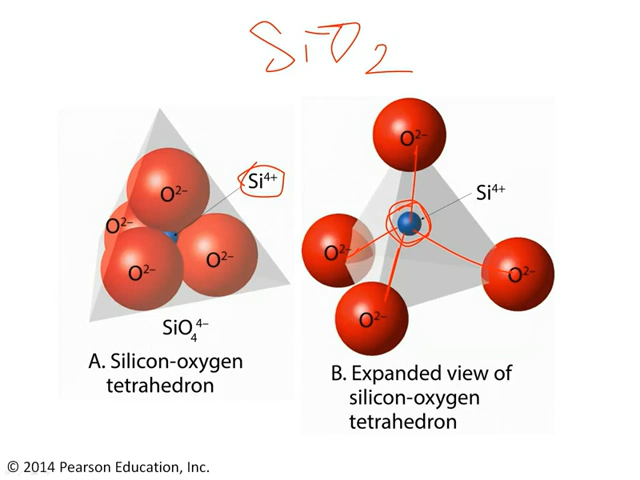 SiO2
O²⁻
O²⁻
O²⁻
O²⁻
Si⁴⁺
SiO₄⁴⁻
A. Silicon-oxygen
tetrahedron
O²⁻
Si⁴⁺
O²⁻
O²⁻
O²⁻
B. Expanded view of
silicon-oxygen
tetrahedron
© 2014 Pearson Education, Inc.